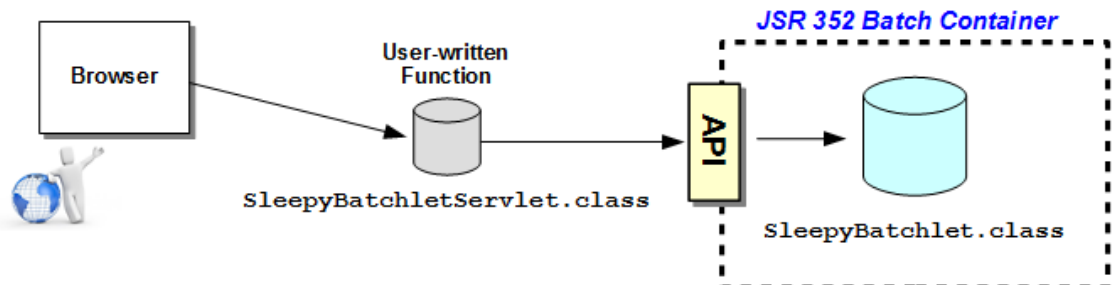 JSR 352 Batch Container
User-written
Function
Browser
API
SleepyBatchletServlet.class
SleepyBatchlet.class